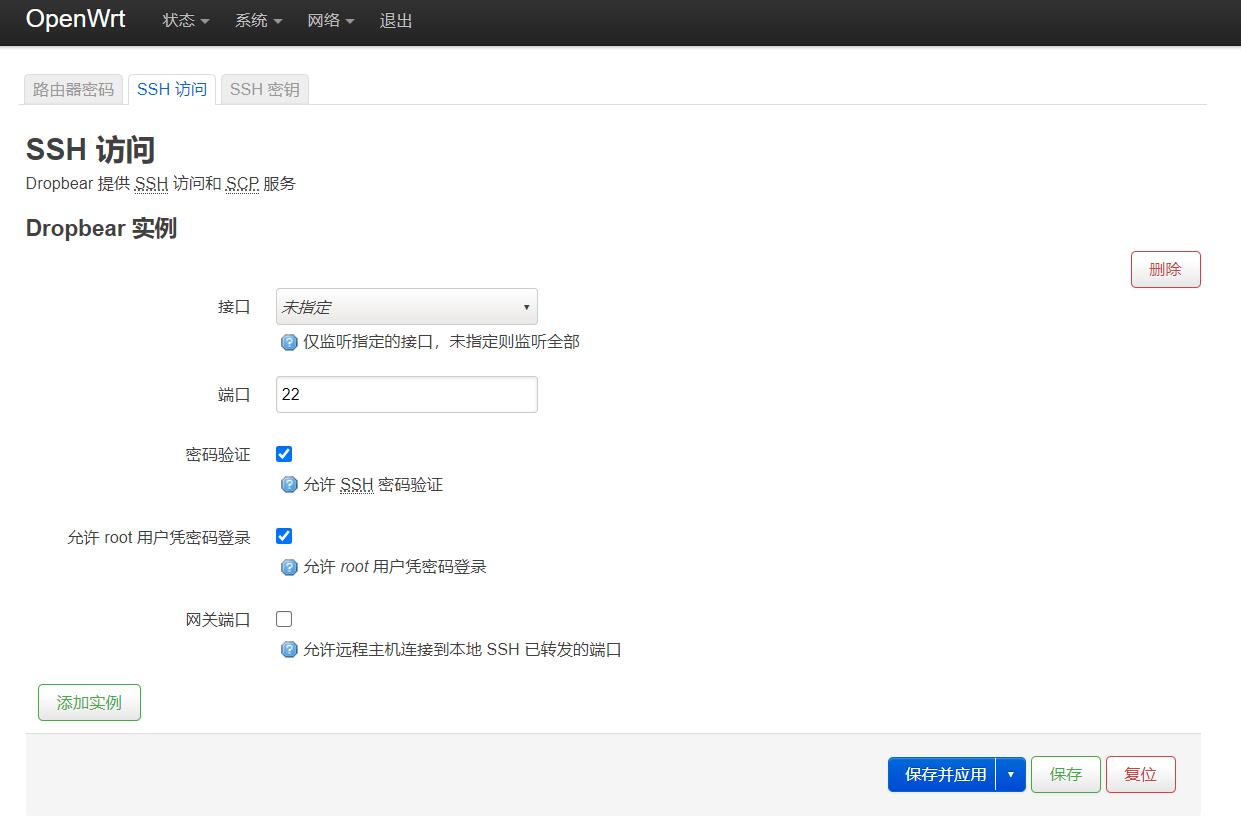 OpenWrt 状态 系统 网络 退出
路由器密码 SSH 访问 SSH 密钥
SSH 访问
Dropbear 提供 SSH 访问和 SCP 服务
Dropbear 实例
删除
接口 未指定
仅监听指定的接口，未指定则监听全部
端口 22
密码验证
允许 SSH 密码验证
允许 root 用户凭密码登录
允许 root 用户凭密码登录
网关端口
允许远程主机连接到本地 SSH 已转发的端口
添加实例
保存并应用 保存 复位